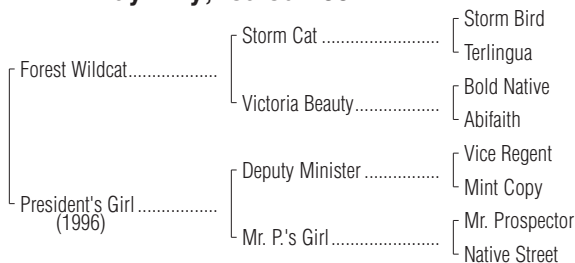 Storm Bird
Storm Cat
Terlingua
Forest Wildcat
Bold Native
Victoria Beauty
Abifaith
Vice Regent
Deputy Minister
Mint Copy
President's Girl
(1996)
Mr. Prospector
Mr. P.'s Girl
Native Street